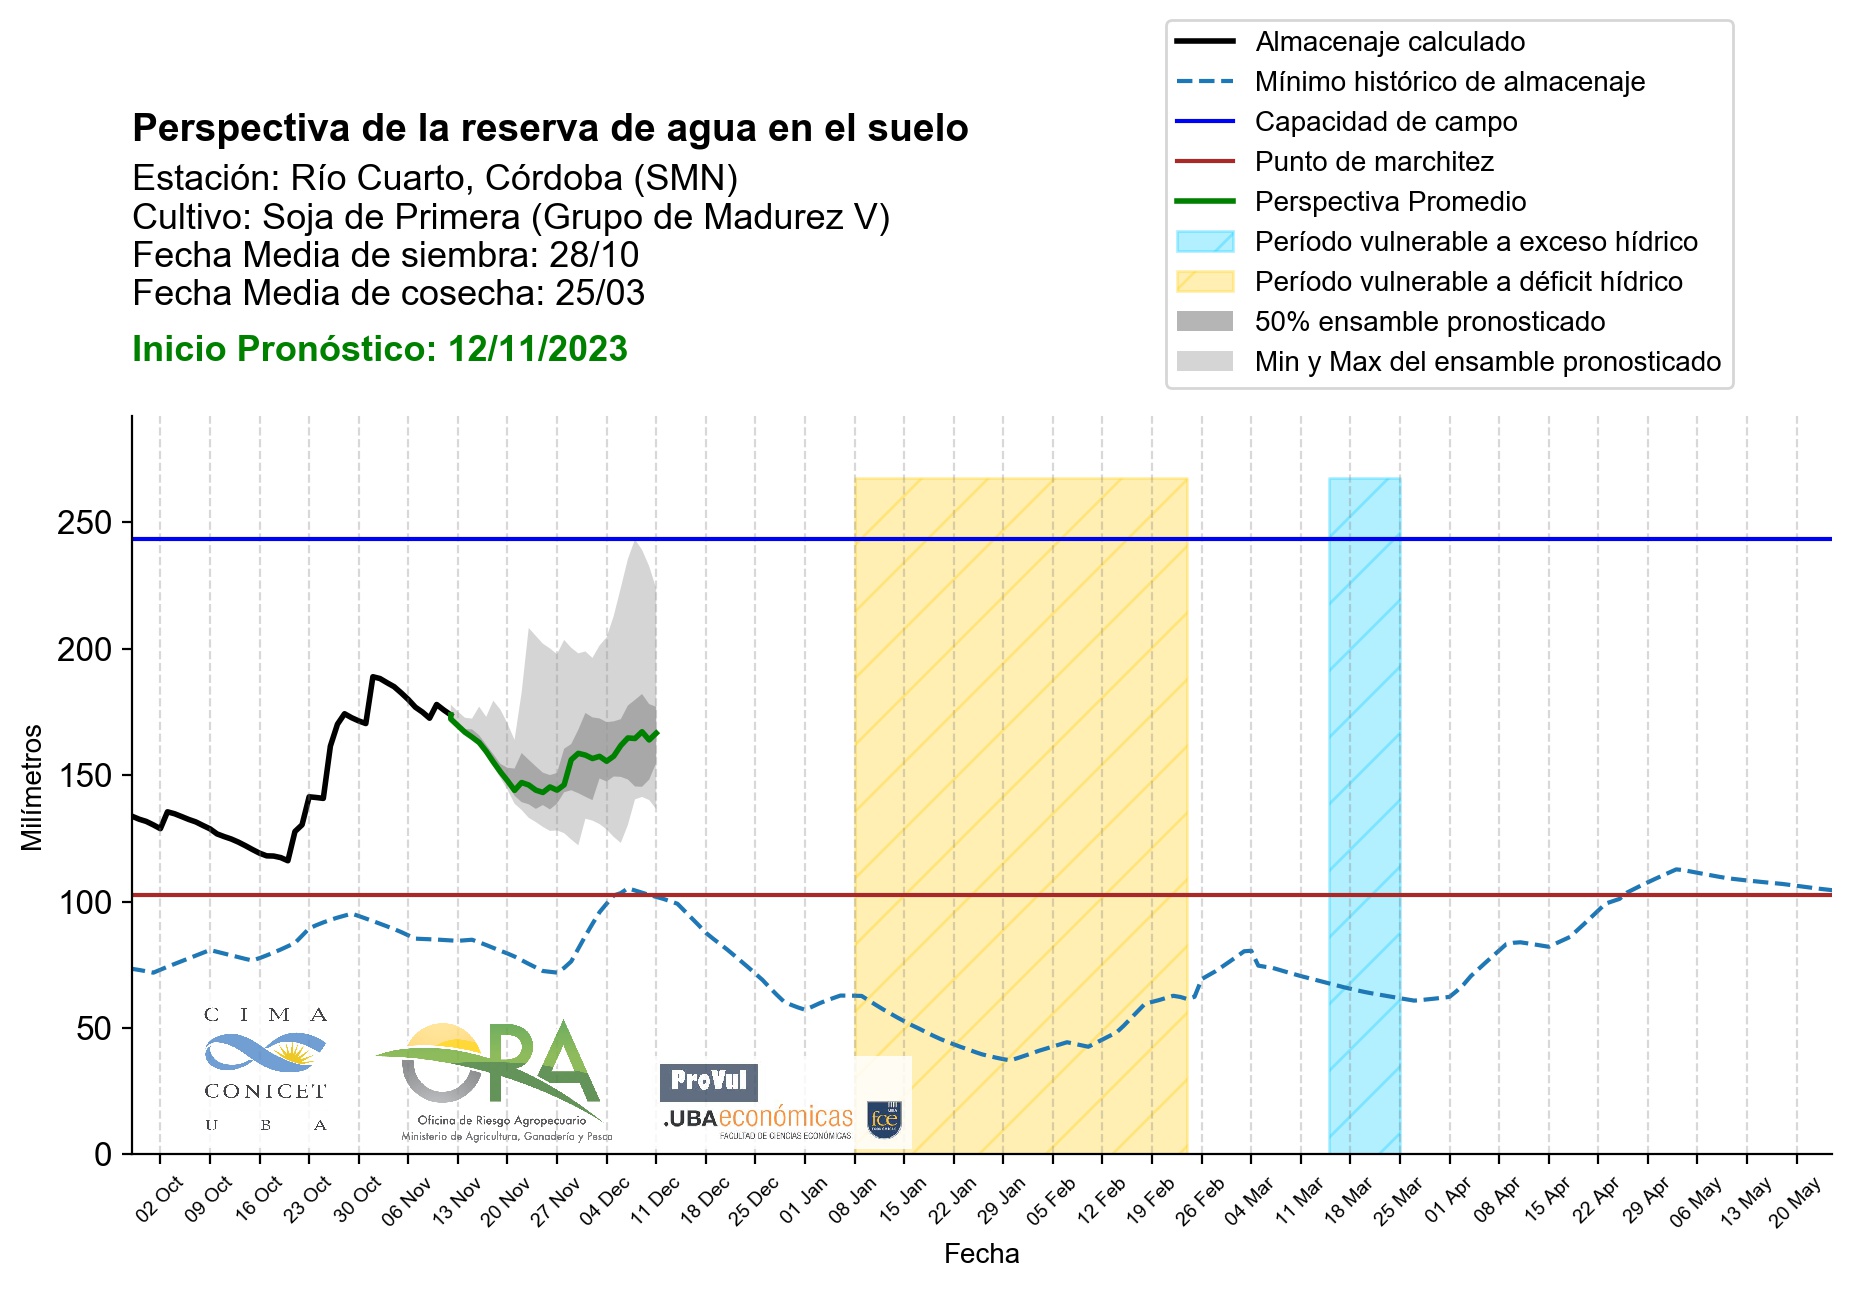 Almacenaje calculado
Mínimo histórico de almacenaje
Capacidad de campo
Punto de marchitez
Perspectiva Promedio
Período vulnerable a exceso hídrico
Período vulnerable a déficit hídrico
50% ensamble pronosticado
Min y Max del ensamble pronosticado
Perspectiva de la reserva de agua en el suelo
Estación: Río Cuarto, Córdoba (SMN)
Cultivo: Soja de Primera (Grupo de Madurez V)
Fecha Media de siembra: 28/10
Fecha Media de cosecha: 25/03
Inicio Pronóstico: 12/11/2023
Milímetros
250
200
150
100
50
0
CIMA
CONICET
UBA
ORA
Oficina de Riesgo Agropecuario
Ministerio de Agricultura, Ganadería y Pesca
ProVul
.UBAeconómicas
FACULTAD DE CIENCIAS ECONÓMICAS
fce
02 Oct
09 Oct
16 Oct
23 Oct
30 Oct
06 Nov
13 Nov
20 Nov
27 Nov
04 Dec
11 Dec
18 Dec
25 Dec
01 Jan
08 Jan
15 Jan
22 Jan
29 Jan
05 Feb
12 Feb
19 Feb
26 Feb
04 Mar
11 Mar
18 Mar
25 Mar
01 Apr
08 Apr
15 Apr
22 Apr
29 Apr
06 May
13 May
20 May
Fecha